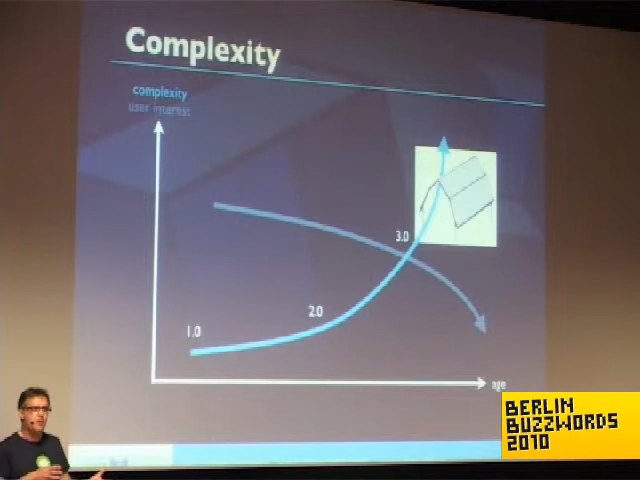 Complexity
complexity
user interest
3.0
2.0
1.0
age
BERLIN
BUZZWORDS
2010